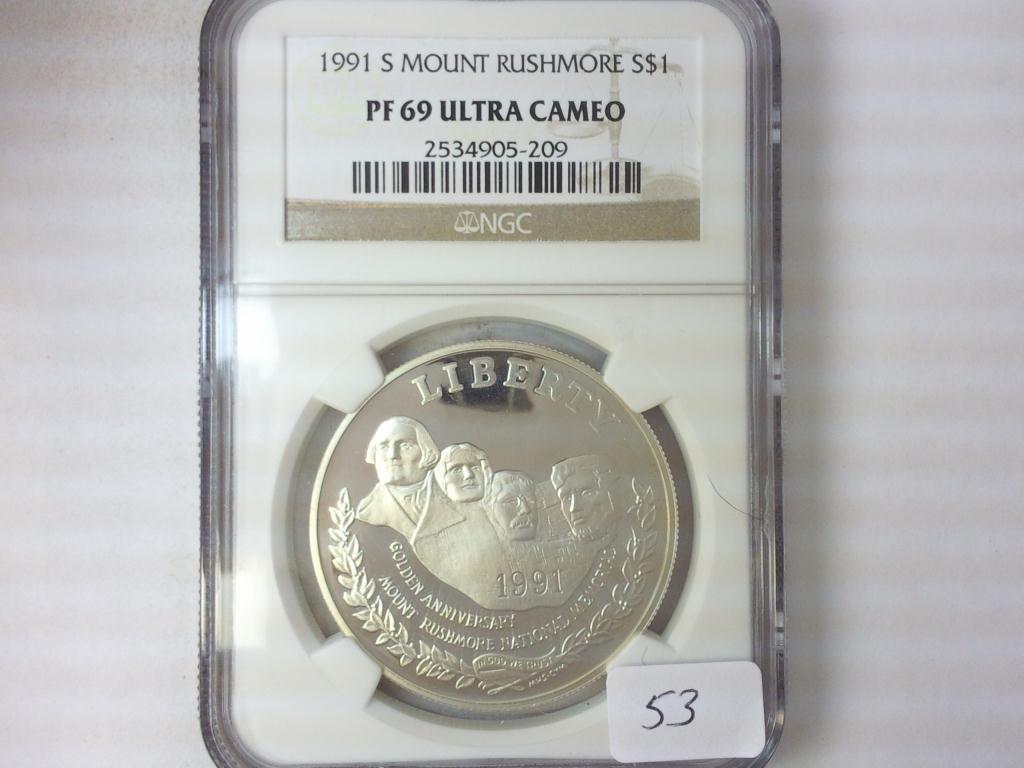 1991 S MOUNT RUSHMORE S$1
PF 69 ULTRA CAMEO
2534905-209
NGC
LIBERTY
1991
GOLDEN ANNIVERSARY
MOUNT RUSHMORE NATIONAL MEMORIAL
IN GOD WE TRUST
53